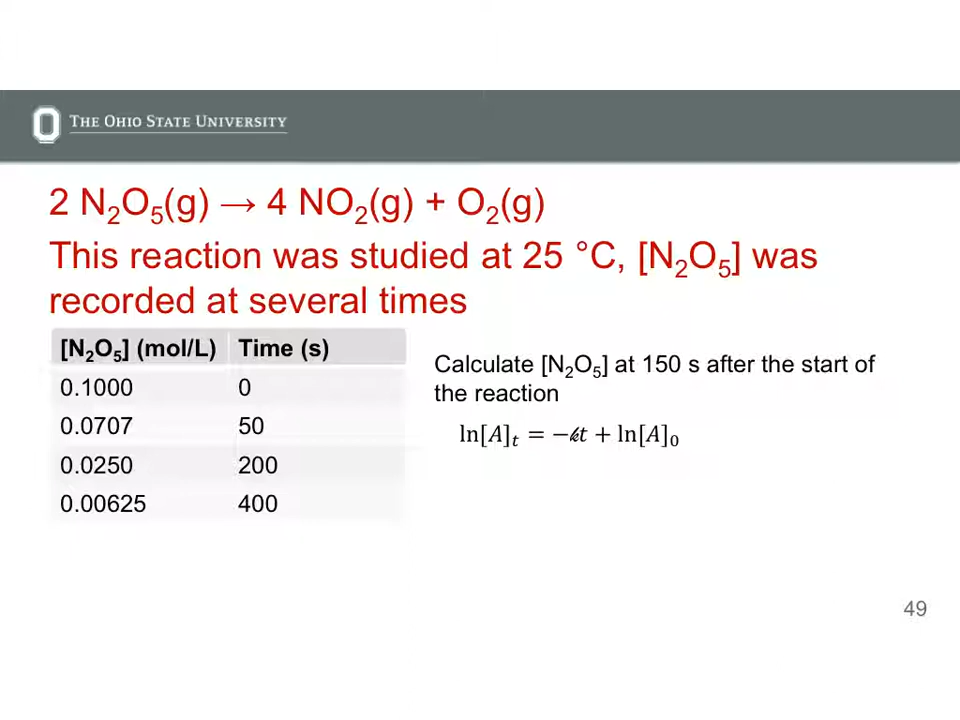 THE OHIO STATE UNIVERSITY
2 N₂O₅(g) → 4 NO₂(g) + O₂(g)
This reaction was studied at 25 °C, [N₂O₅] was
recorded at several times
[N₂O₅] (mol/L) Time (s)
0.1000 0
0.0707 50
0.0250 200
0.00625 400
Calculate [N₂O₅] at 150 s after the start of
the reaction
ln[A]ₜ = −𝓀t + ln[A]₀
49